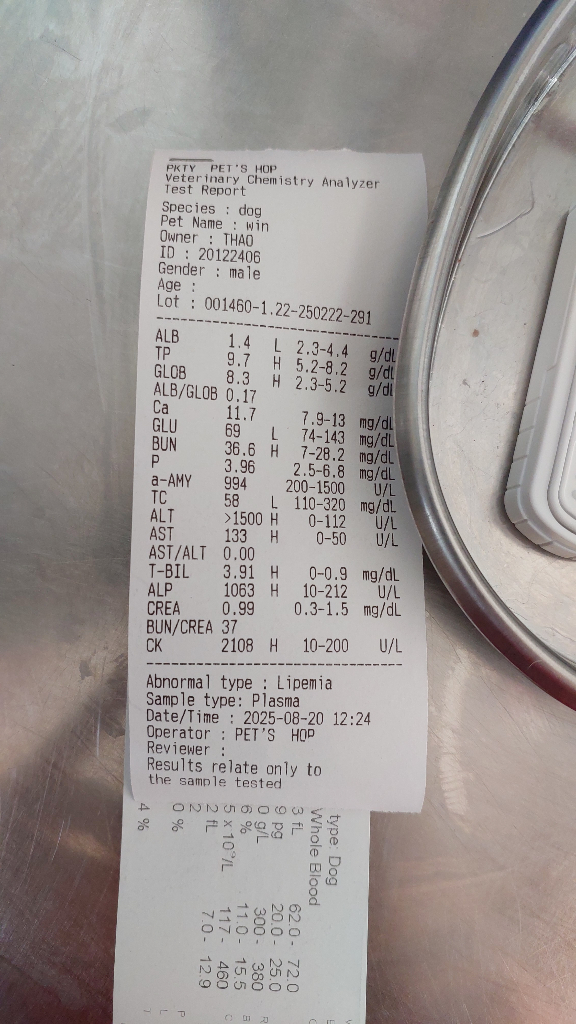 PKTY PET'S HOP
Veterinary Chemistry Analyzer
Test Report
Species : dog
Pet Name : win
Owner : THAO
ID : 20122406
Gender : male
Age :
Lot : 001460-1.22-250222-291
ALB 1.4 L 2.3-4.4 g/dL
TP 9.7 H 5.2-8.2 g/dL
GLOB 8.3 H 2.3-5.2 g/dL
ALB/GLOB 0.17
Ca 11.7 7.9-13 mg/dL
GLU 69 L 74-143 mg/dL
BUN 36.6 H 7-28.2 mg/dL
P 3.96 2.5-6.8 mg/dL
a-AMY 994 200-1500 U/L
TC 58 L 110-320 mg/dL
ALT >1500 H 0-112 U/L
AST 133 H 0-50 U/L
AST/ALT 0.00
T-BIL 3.91 H 0-0.9 mg/dL
ALP 1063 H 10-212 U/L
CREA 0.99 0.3-1.5 mg/dL
BUN/CREA 37
CK 2108 H 10-200 U/L
Abnormal type : Lipemia
Sample type: Plasma
Date/Time : 2025-08-20 12:24
Operator : PET'S HOP
Reviewer :
Results relate only to
the sample tested
type: Dog
Whole Blood
3 fL 62.0- 72.0
9 pg 20.0- 25.0
0 g/L 300- 380
6 % 11.0- 15.5
5 x 10^9/L 117- 460
2 fL 7.0- 12.9
2
0 %
4 %